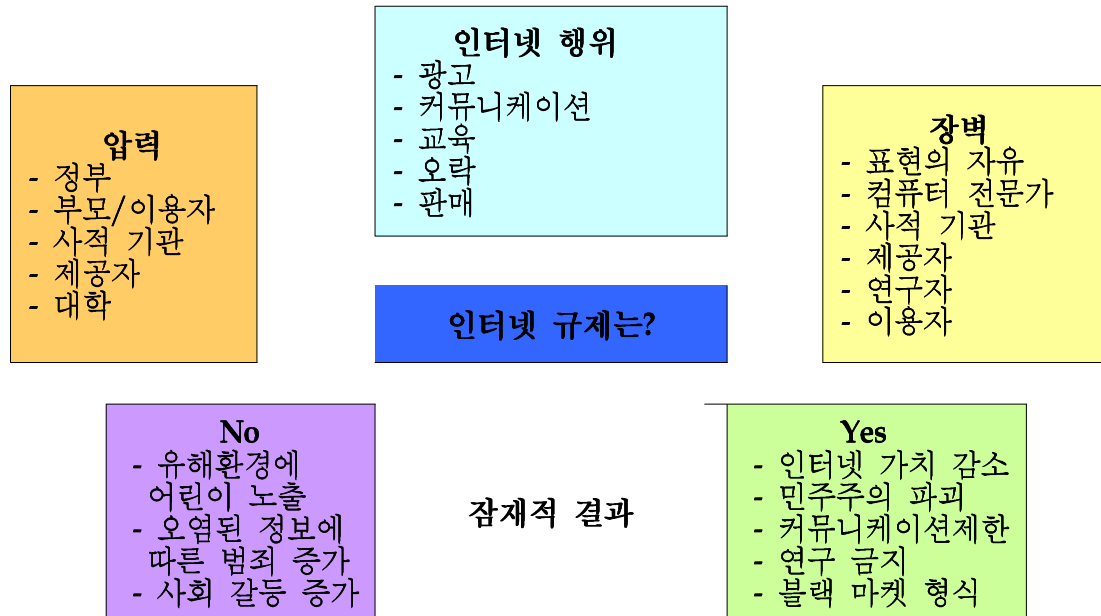 인터넷 행위
- 광고
- 커뮤니케이션
- 교육
- 오락
- 판매
압력
- 정부
- 부모/이용자
- 사적 기관
- 제공자
- 대학
장벽
- 표현의 자유
- 컴퓨터 전문가
- 사적 기관
- 제공자
- 연구자
- 이용자
인터넷 규제는?
No
- 유해환경에
어린이 노출
- 오염된 정보에
따른 범죄 증가
- 사회 갈등 증가
잠재적 결과
Yes
- 인터넷 가치 감소
- 민주주의 파괴
- 커뮤니케이션제한
- 연구 금지
- 블랙 마켓 형식